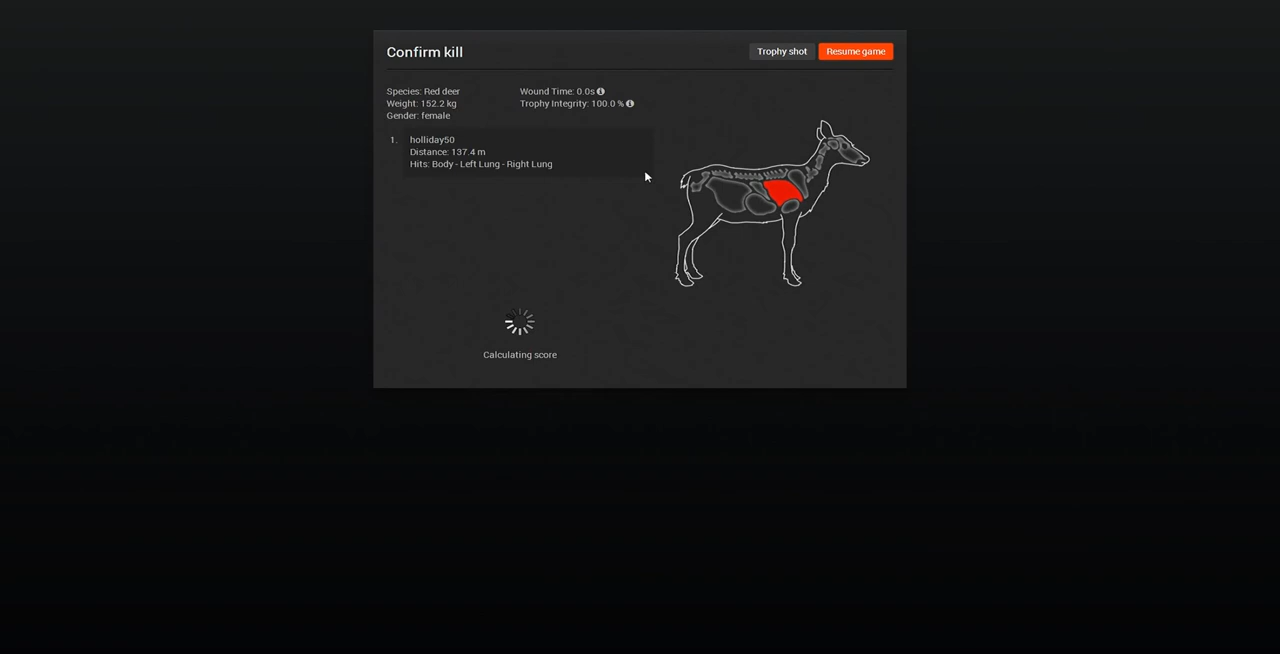 Confirm kill
Trophy shot
Resume game
Species: Red deer
Weight: 152.2 kg
Gender: female
Wound Time: 0.0s
Trophy Integrity: 100.0 %
1. holliday50
Distance: 137.4 m
Hits: Body - Left Lung - Right Lung
Calculating score